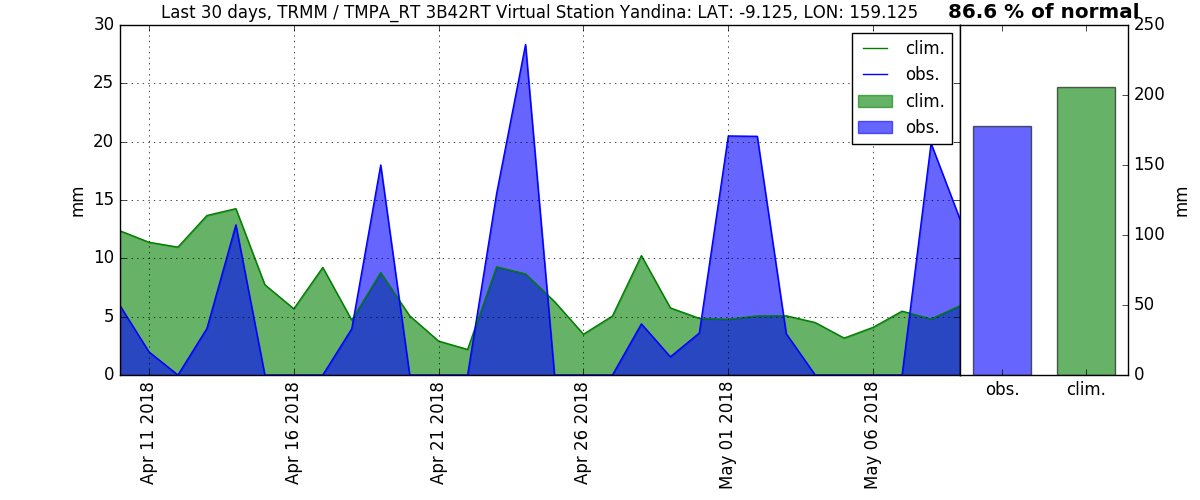 Last 30 days, TRMM / TMPA_RT 3B42RT Virtual Station Yandina: LAT: -9.125, LON: 159.125
86.6 % of normal
30
25
20
15
10
5
0
mm
clim.
obs.
clim.
obs.
250
200
150
100
50
0
mm
obs.
clim.
Apr 11 2018
Apr 16 2018
Apr 21 2018
Apr 26 2018
May 01 2018
May 06 2018